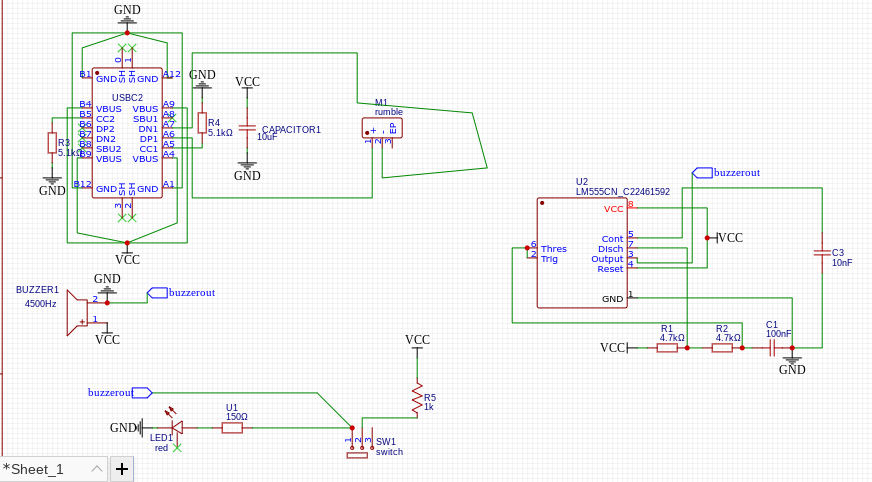 GND
0
1
SH
SH
B1
GND
GND
A12
USBC2
B4
VBUS
VBUS
A9
B5
CC2
SBU1
A8
B6
DP2
DN1
A7
B7
DN2
DP1
A6
B8
SBU2
CC1
A5
B9
VBUS
VBUS
A4
B12
GND
GND
A1
SH
SH
3
2
VCC
R3
5.1kΩ
GND
GND
R4
5.1kΩ
VCC
CAPACITOR1
10uF
GND
M1
rumble
+
-
EP
1
2
3
buzzerout
U2
LM555CN_C22461592
VCC
8
Cont
5
6
Thres
Disch
7
2
Trig
Output
3
Reset
4
GND
1
VCC
C3
10nF
VCC
R1
4.7kΩ
R2
4.7kΩ
C1
100nF
GND
BUZZER1
4500Hz
GND
2
+
1
VCC
buzzerout
buzzerout
GND
LED1
red
U1
150Ω
VCC
R5
1k
1
2
3
SW1
switch
*Sheet_1
+